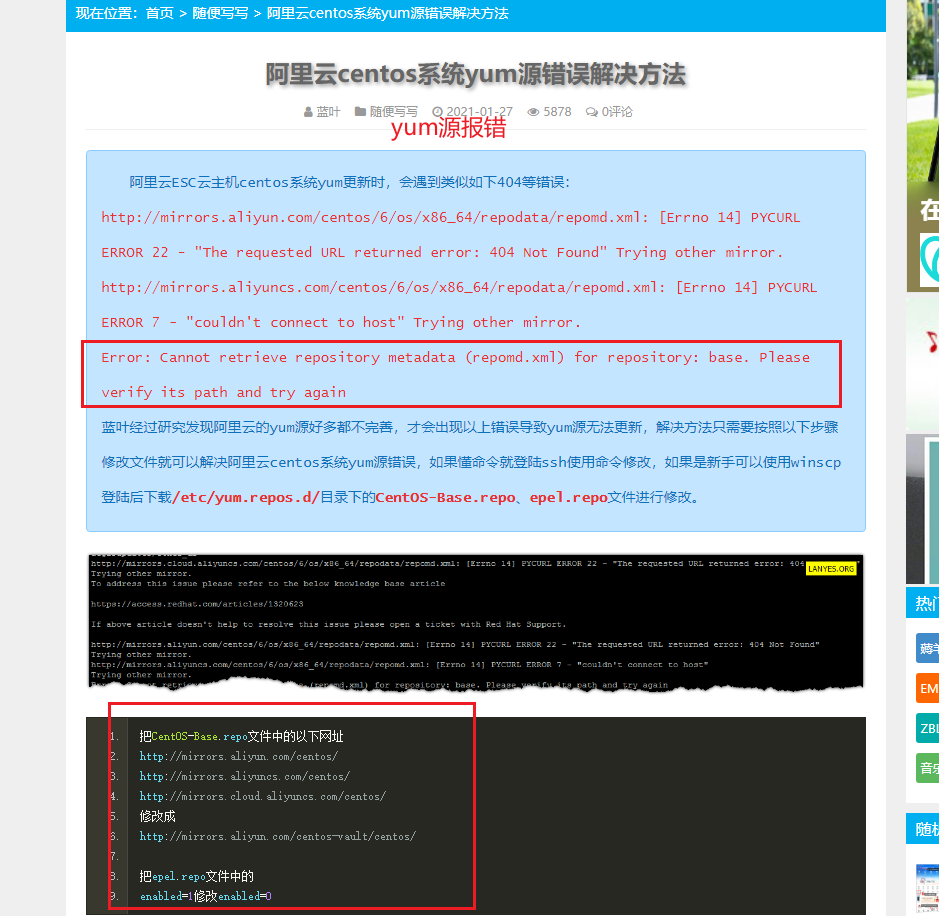 现在位置：首页 > 随便写写 > 阿里云centos系统yum源错误解决方法
阿里云centos系统yum源错误解决方法
蓝叶 随便写写 2021-01-27 5878 0评论
yum源报错
阿里云ESC云主机centos系统yum更新时，会遇到类似如下404等错误：
http://mirrors.aliyun.com/centos/6/os/x86_64/repodata/repomd.xml: [Errno 14] PYCURL
ERROR 22 - "The requested URL returned error: 404 Not Found" Trying other mirror.
http://mirrors.aliyuncs.com/centos/6/os/x86_64/repodata/repomd.xml: [Errno 14] PYCURL
ERROR 7 - "couldn't connect to host" Trying other mirror.
Error: Cannot retrieve repository metadata (repomd.xml) for repository: base. Please
verify its path and try again
蓝叶经过研究发现阿里云的yum源好多都不完善，才会出现以上错误导致yum源无法更新，解决方法只需要按照以下步骤
修改文件就可以解决阿里云centos系统yum源错误，如果懂命令就登陆ssh使用命令修改，如果是新手可以使用winscp
登陆后下载/etc/yum.repos.d/目录下的CentOS-Base.repo、epel.repo文件进行修改。
http://mirrors.cloud.aliyuncs.com/centos/6/os/x86_64/repodata/repomd.xml: [Errno 14] PYCURL ERROR 22 - "The requested URL returned error: 404
LANYES.ORG
Trying other mirror.
To address this issue please refer to the below knowledge base article
https://access.redhat.com/articles/1320623
If above article doesn't help to resolve this issue please open a ticket with Red Hat Support.
http://mirrors.aliyun.com/centos/6/os/x86_64/repodata/repomd.xml: [Errno 14] PYCURL ERROR 22 - "The requested URL returned error: 404 Not Found"
Trying other mirror.
http://mirrors.aliyuncs.com/centos/6/os/x86_64/repodata/repomd.xml: [Errno 14] PYCURL ERROR 7 - "couldn't connect to host"
Trying other mirror.
(repomd.xml) for repository: base. Please verify its path and try again
1. 把CentOS-Base.repo文件中的以下网址
2. http://mirrors.aliyun.com/centos/
3. http://mirrors.aliyuncs.com/centos/
4. http://mirrors.cloud.aliyuncs.com/centos/
5. 修改成
6. http://mirrors.aliyun.com/centos-vault/centos/
7.
8. 把epel.repo文件中的
9. enabled=1修改enabled=0
在
热门
EM
ZBL
音乐
随机